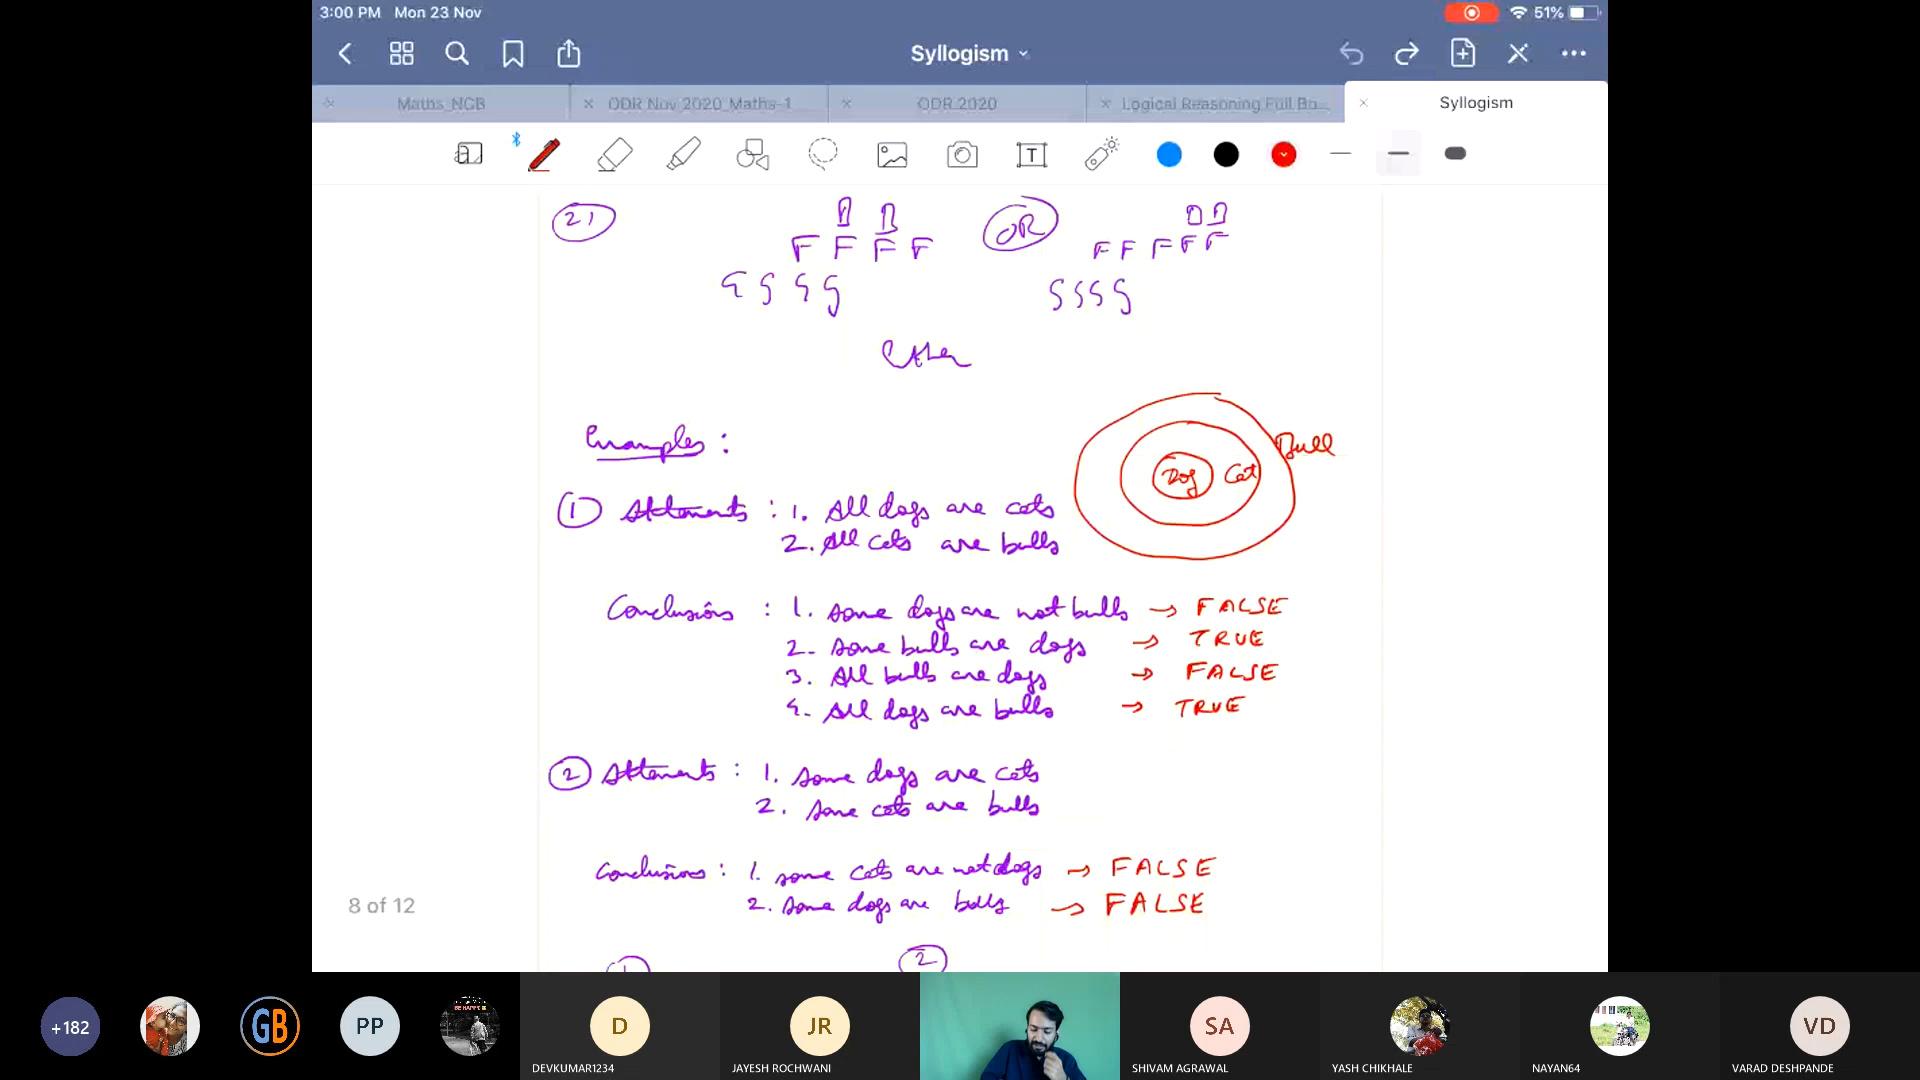 3:00 PM Mon 23 Nov
51%
Syllogism
Maths_NCB
ODR Nov 2020_Maths-1
ODR 2020
Logical Reasoning Full Bo...
Syllogism
21
F F F F
OR
F F F F F
S S S S
S S S S
Examples :
Bull
Dog Cat
1 Statements : 1. All dogs are cats
2. All cats are bulls
Conclusions : 1. some dogs are not bulls → FALSE
2. some bulls are dogs → TRUE
3. All bulls are dogs → FALSE
4. All dogs are bulls → TRUE
2 Statements : 1. some dogs are cats
2. some cats are bulls
Conclusions : 1. some cats are not dogs → FALSE
2. some dogs are bulls → FALSE
8 of 12
2
+182
GB
PP
BE HAPPY
D
JR
SA
VD
DEVKUMAR1234
JAYESH ROCHWANI
SHIVAM AGRAWAL
YASH CHIKHALE
NAYAN64
VARAD DESHPANDE